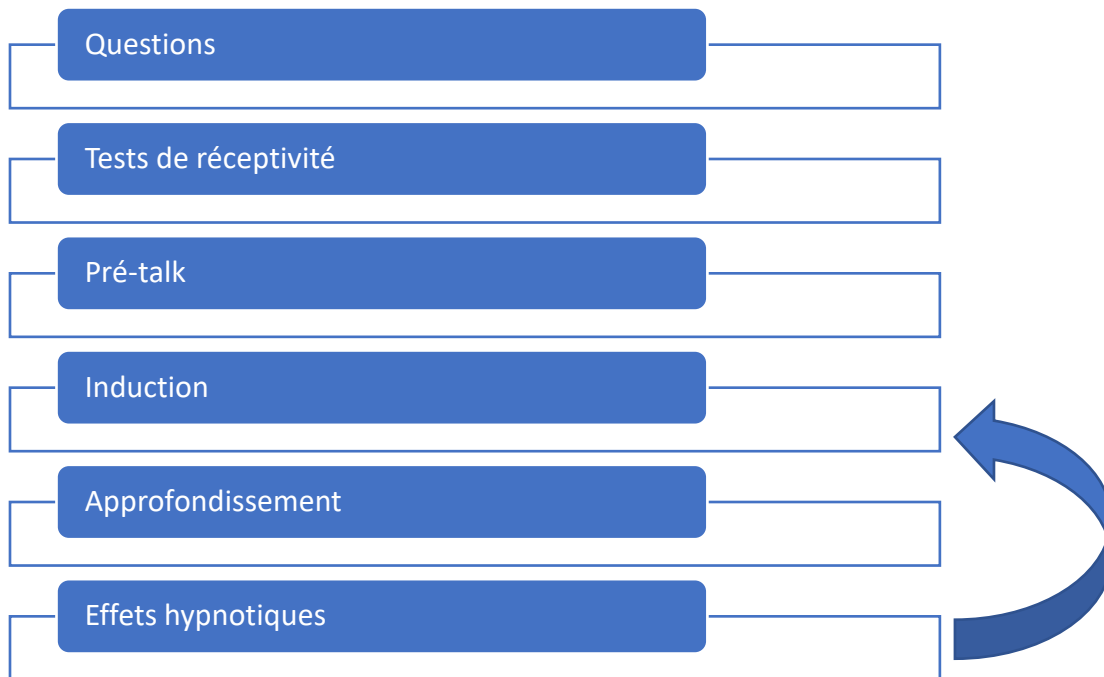 Questions
Tests de réceptivité
Pré-talk
Induction
Approfondissement
Effets hypnotiques